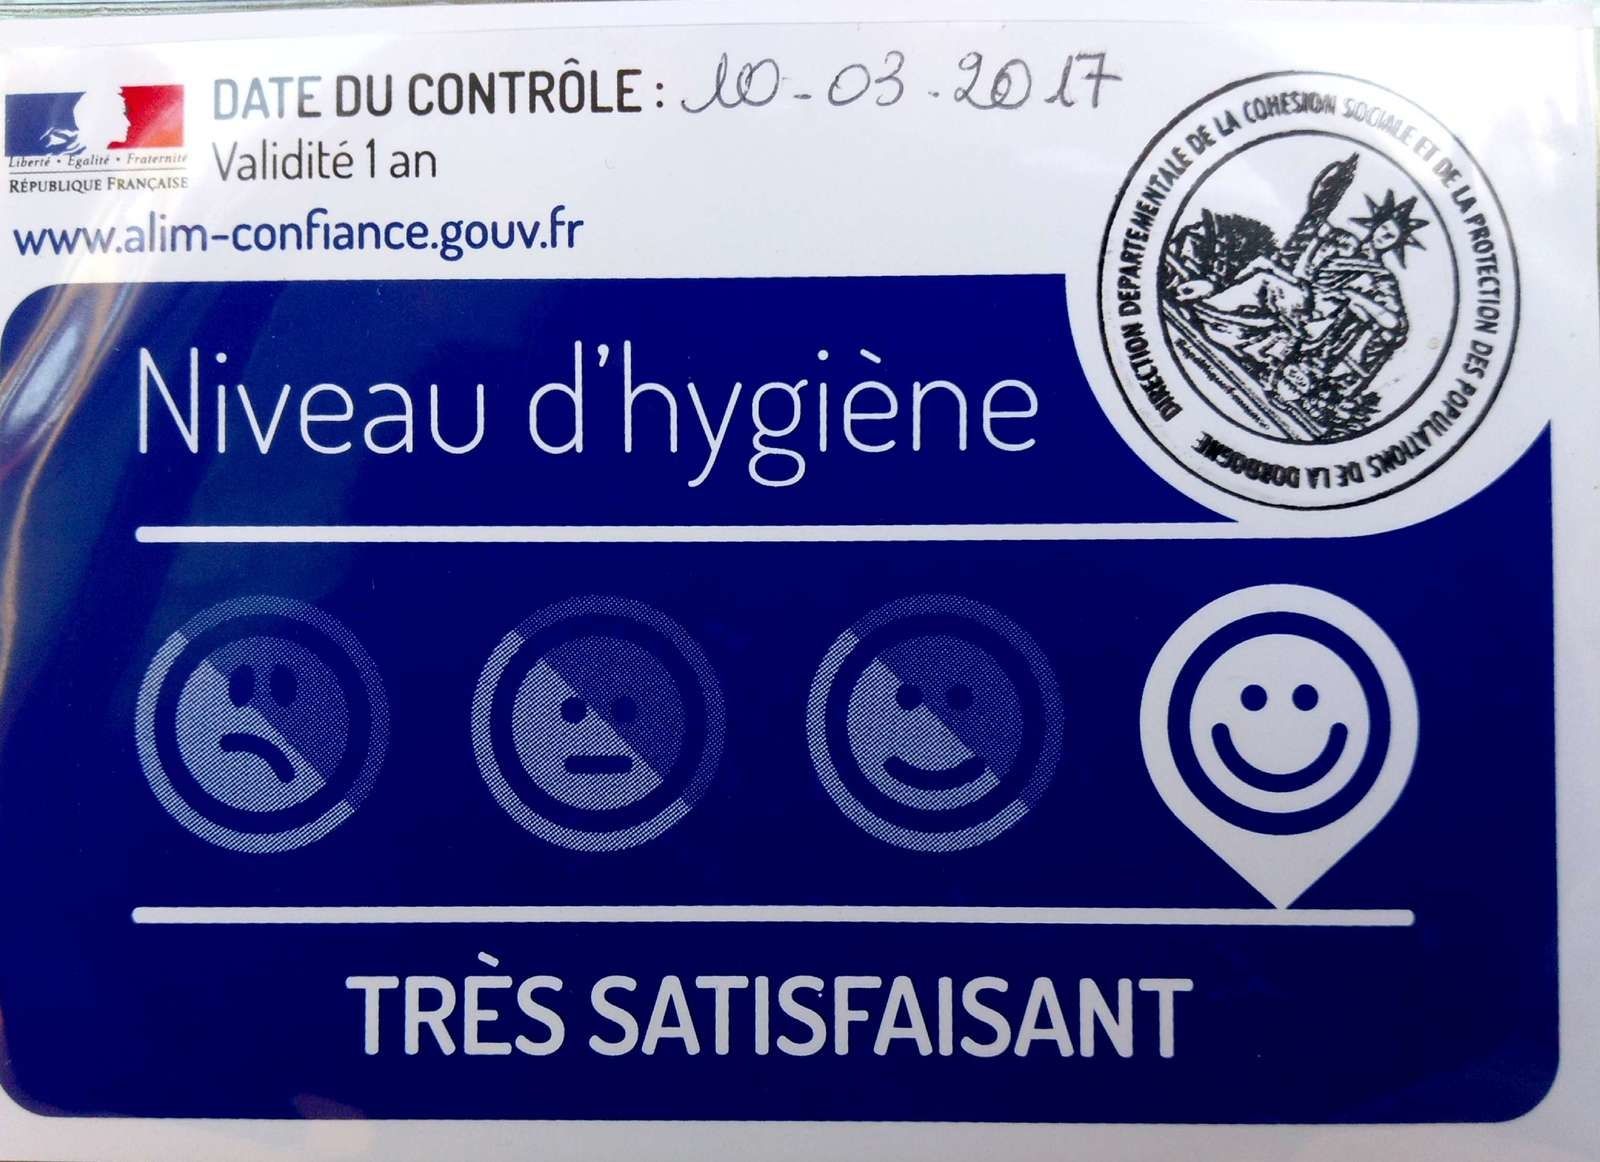 DATE DU CONTRÔLE : 10-03.2017
Liberté • Egalité • Fraternité
RÉPUBLIQUE FRANÇAISE
Validité 1 an
www.alim-confiance.gouv.fr
DIRECTION DEPARTEMENTALE DE LA COHESION SOCIALE ET DE LA PROTECTION DES POPULATIONS DE LA DORDOGNE
Niveau d'hygiène
TRÈS SATISFAISANT